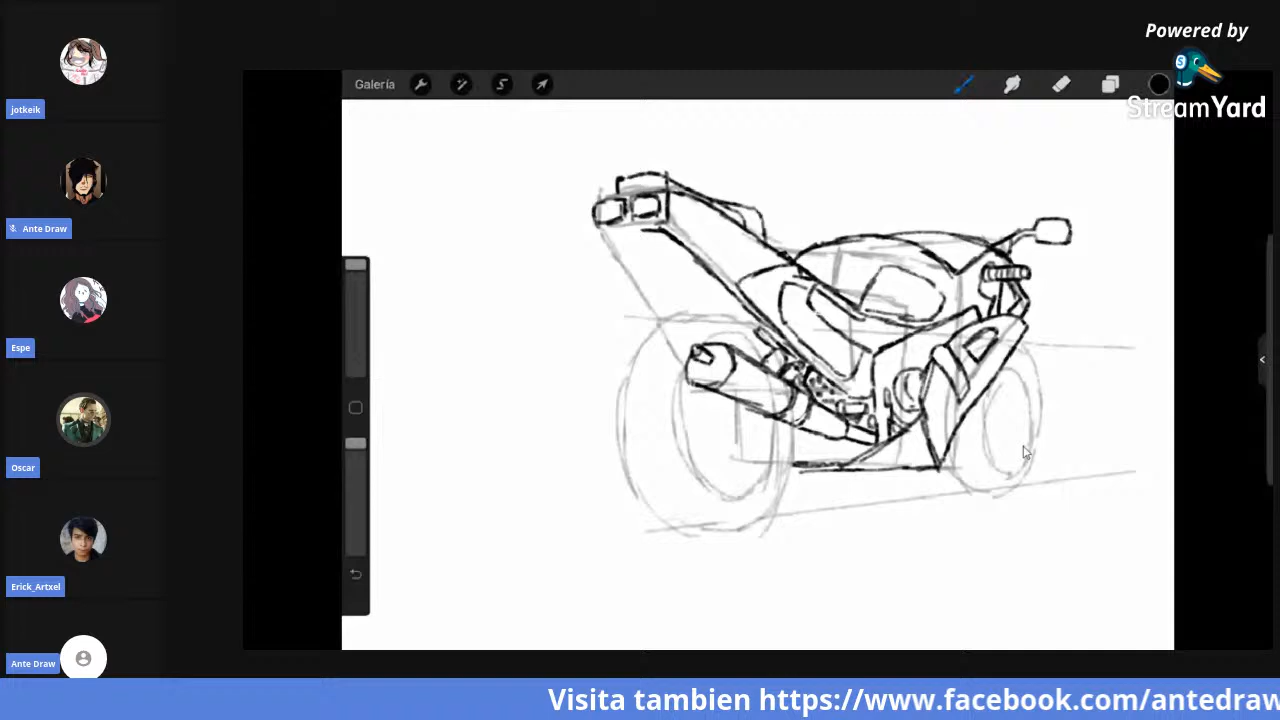 Powered by
StreamYard
Galería
jotkeik
Ante Draw
Espe
Oscar
Erick_Artxel
Ante Draw
Visita tambien https://www.facebook.com/antedraw